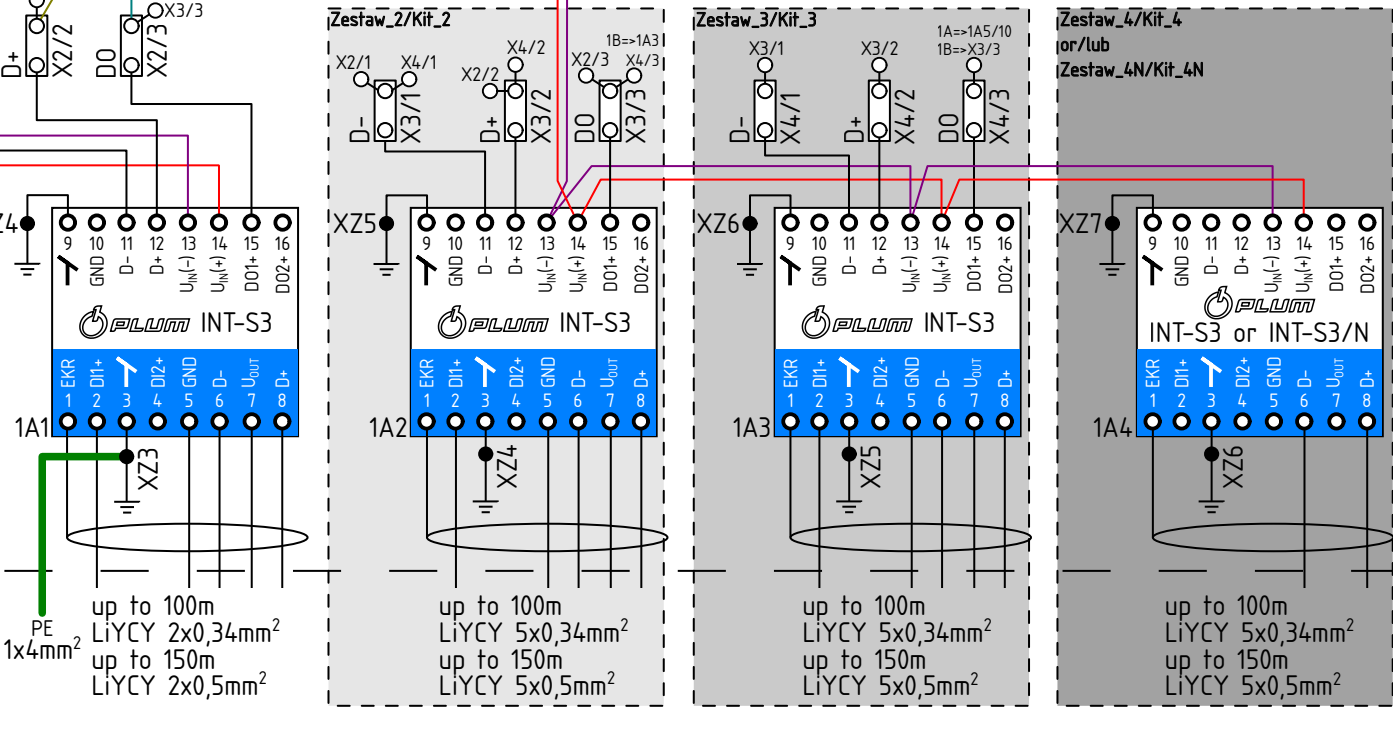 Zestaw_2/Kit_2
Zestaw_3/Kit_3
Zestaw_4/Kit_4
or/lub
Zestaw_4N/Kit_4N
X3/3
D+
X2/2
DO
X2/3
X2/1
X4/1
D-
X3/1
X4/2
X2/2
D+
X3/2
1B=>1A3
X2/3
X4/3
DO
X3/3
X3/1
D-
X4/1
X3/2
D+
X4/2
1A=>1A5/10
1B=>X3/3
DO
X4/3
Z4
9 10 11 12 13 14 15 16
GND D- D+ UIN(-) UIN(+) DO1+ DO2+
PLUM INT-S3
EKR DI1+ DI2+ GND D- UOUT D+
1 2 3 4 5 6 7 8
1A1
XZ3
PE
1x4mm²
up to 100m
LiYCY 2x0,34mm²
up to 150m
LiYCY 2x0,5mm²
XZ5
9 10 11 12 13 14 15 16
GND D- D+ UIN(-) UIN(+) DO1+ DO2+
PLUM INT-S3
EKR DI1+ DI2+ GND D- UOUT D+
1 2 3 4 5 6 7 8
1A2
XZ4
up to 100m
LiYCY 5x0,34mm²
up to 150m
LiYCY 5x0,5mm²
XZ6
9 10 11 12 13 14 15 16
GND D- D+ UIN(-) UIN(+) DO1+ DO2+
PLUM INT-S3
EKR DI1+ DI2+ GND D- UOUT D+
1 2 3 4 5 6 7 8
1A3
XZ5
up to 100m
LiYCY 5x0,34mm²
up to 150m
LiYCY 5x0,5mm²
XZ7
9 10 11 12 13 14 15 16
GND D- D+ UIN(-) UIN(+) DO1+ DO2+
PLUM
INT-S3 or INT-S3/N
EKR DI1+ DI2+ GND D- UOUT D+
1 2 3 4 5 6 7 8
1A4
XZ6
up to 100m
LiYCY 5x0,34mm²
up to 150m
LiYCY 5x0,5mm²